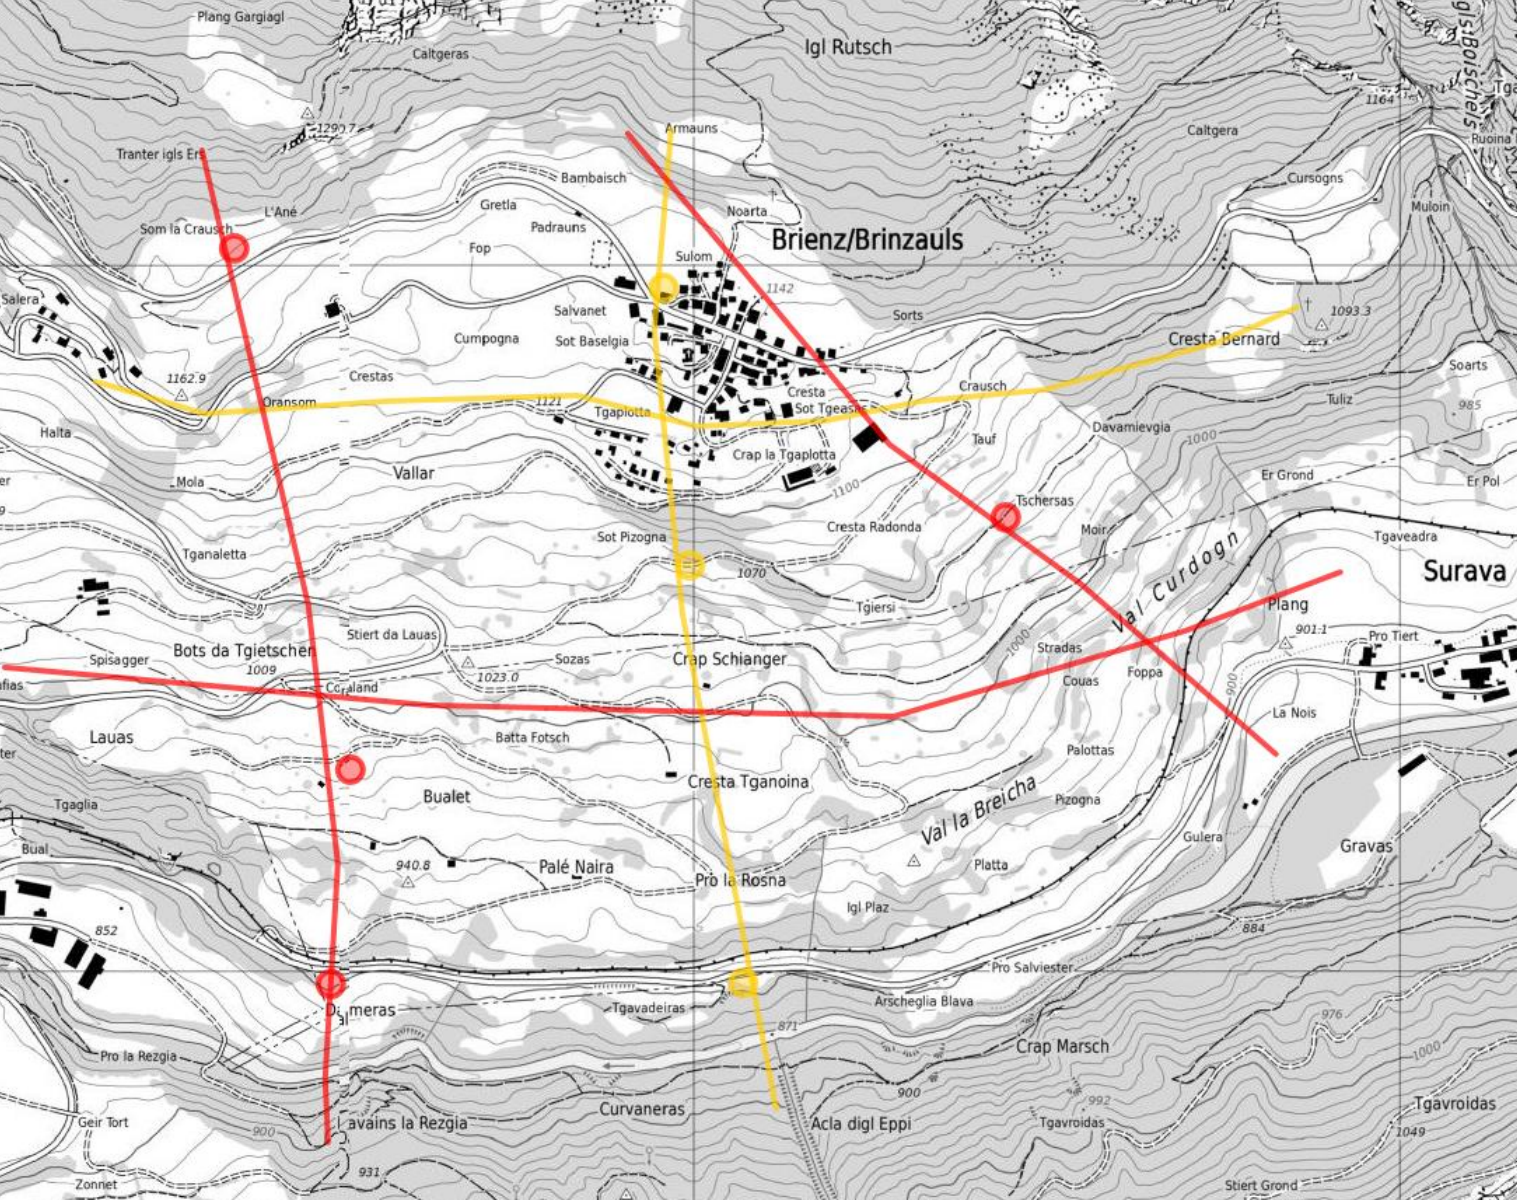 Plang Gargiagl
Caltgeras
Igl Rutsch
Igls Boischels
1164
1290.7
Armauns
Caltgera
Ruoina
Tranter igls Ers
Bambaisch
Cursogns
Gretla
Muloin
L'Ané
Noarta
Som la Crausch
Padrauns
Brienz/Brinzauls
Fop
Sulom
Salera
1142
Salvanet
Sorts
1093.3
Cumpogna
Sot Baselgia
Cresta Bernard
1162.9
Crestas
Soarts
Cresta
Crausch
Oransom
1121
Tgaplotta
Sot Tgeasas
Tuliz
985
Halta
Tauf
Davamievgia
1000
Crap la Tgaplotta
Mola
Vallar
1100
Er Grond
Er Pol
Tschersas
Cresta Radonda
Moir
Sot Pizogna
Tgaveadra
Tganaletta
1070
Surava
Val Curdogn
Tgiersi
Plang
Stiert da Lauas
901.1
Pro Tiert
Bots da Tgietschen
1000
Stradas
Spisagger
1009
Sozas
Crap Schianger
1023.0
Foppa
Couas
900
La Nois
Lauas
Batta Fotsch
Palottas
Cresta Tganoina
Bualet
Val la Breicha
Pizogna
Tgaglia
Gulera
Bual
Gravas
940.8
Palé Naira
Platta
Pro la Rosna
Igl Plaz
852
884
Pro Salviester
Tgavadeiras
Arscheglia Blava
976
871
Pro la Rezgia
Crap Marsch
1000
900
992
Curvaneras
Tgavroidas
Geir Tort
900
avains la Rezgia
Acla digl Eppi
Tgavroidas
1049
931
Zonnet
Stiert Grond